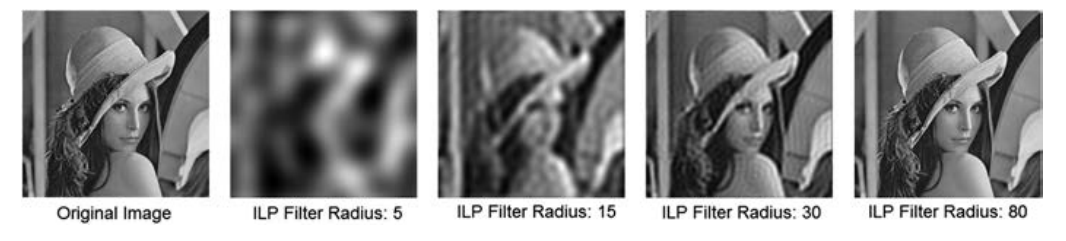 Original Image
ILP Filter Radius: 5
ILP Filter Radius: 15
ILP Filter Radius: 30
ILP Filter Radius: 80